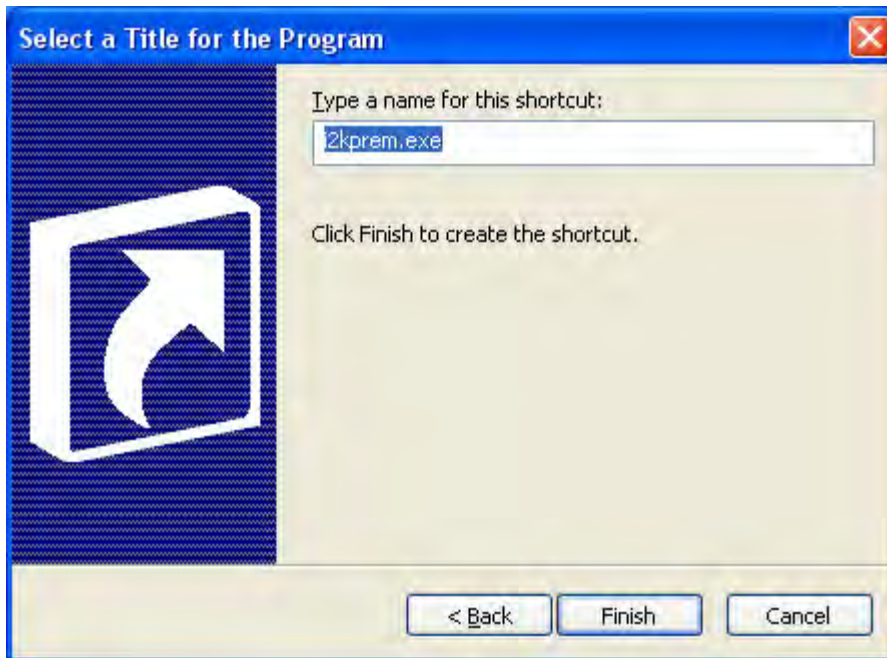 Select a Title for the Program
Type a name for this shortcut:
i2kprem.exe
Click Finish to create the shortcut.
< Back
Finish
Cancel